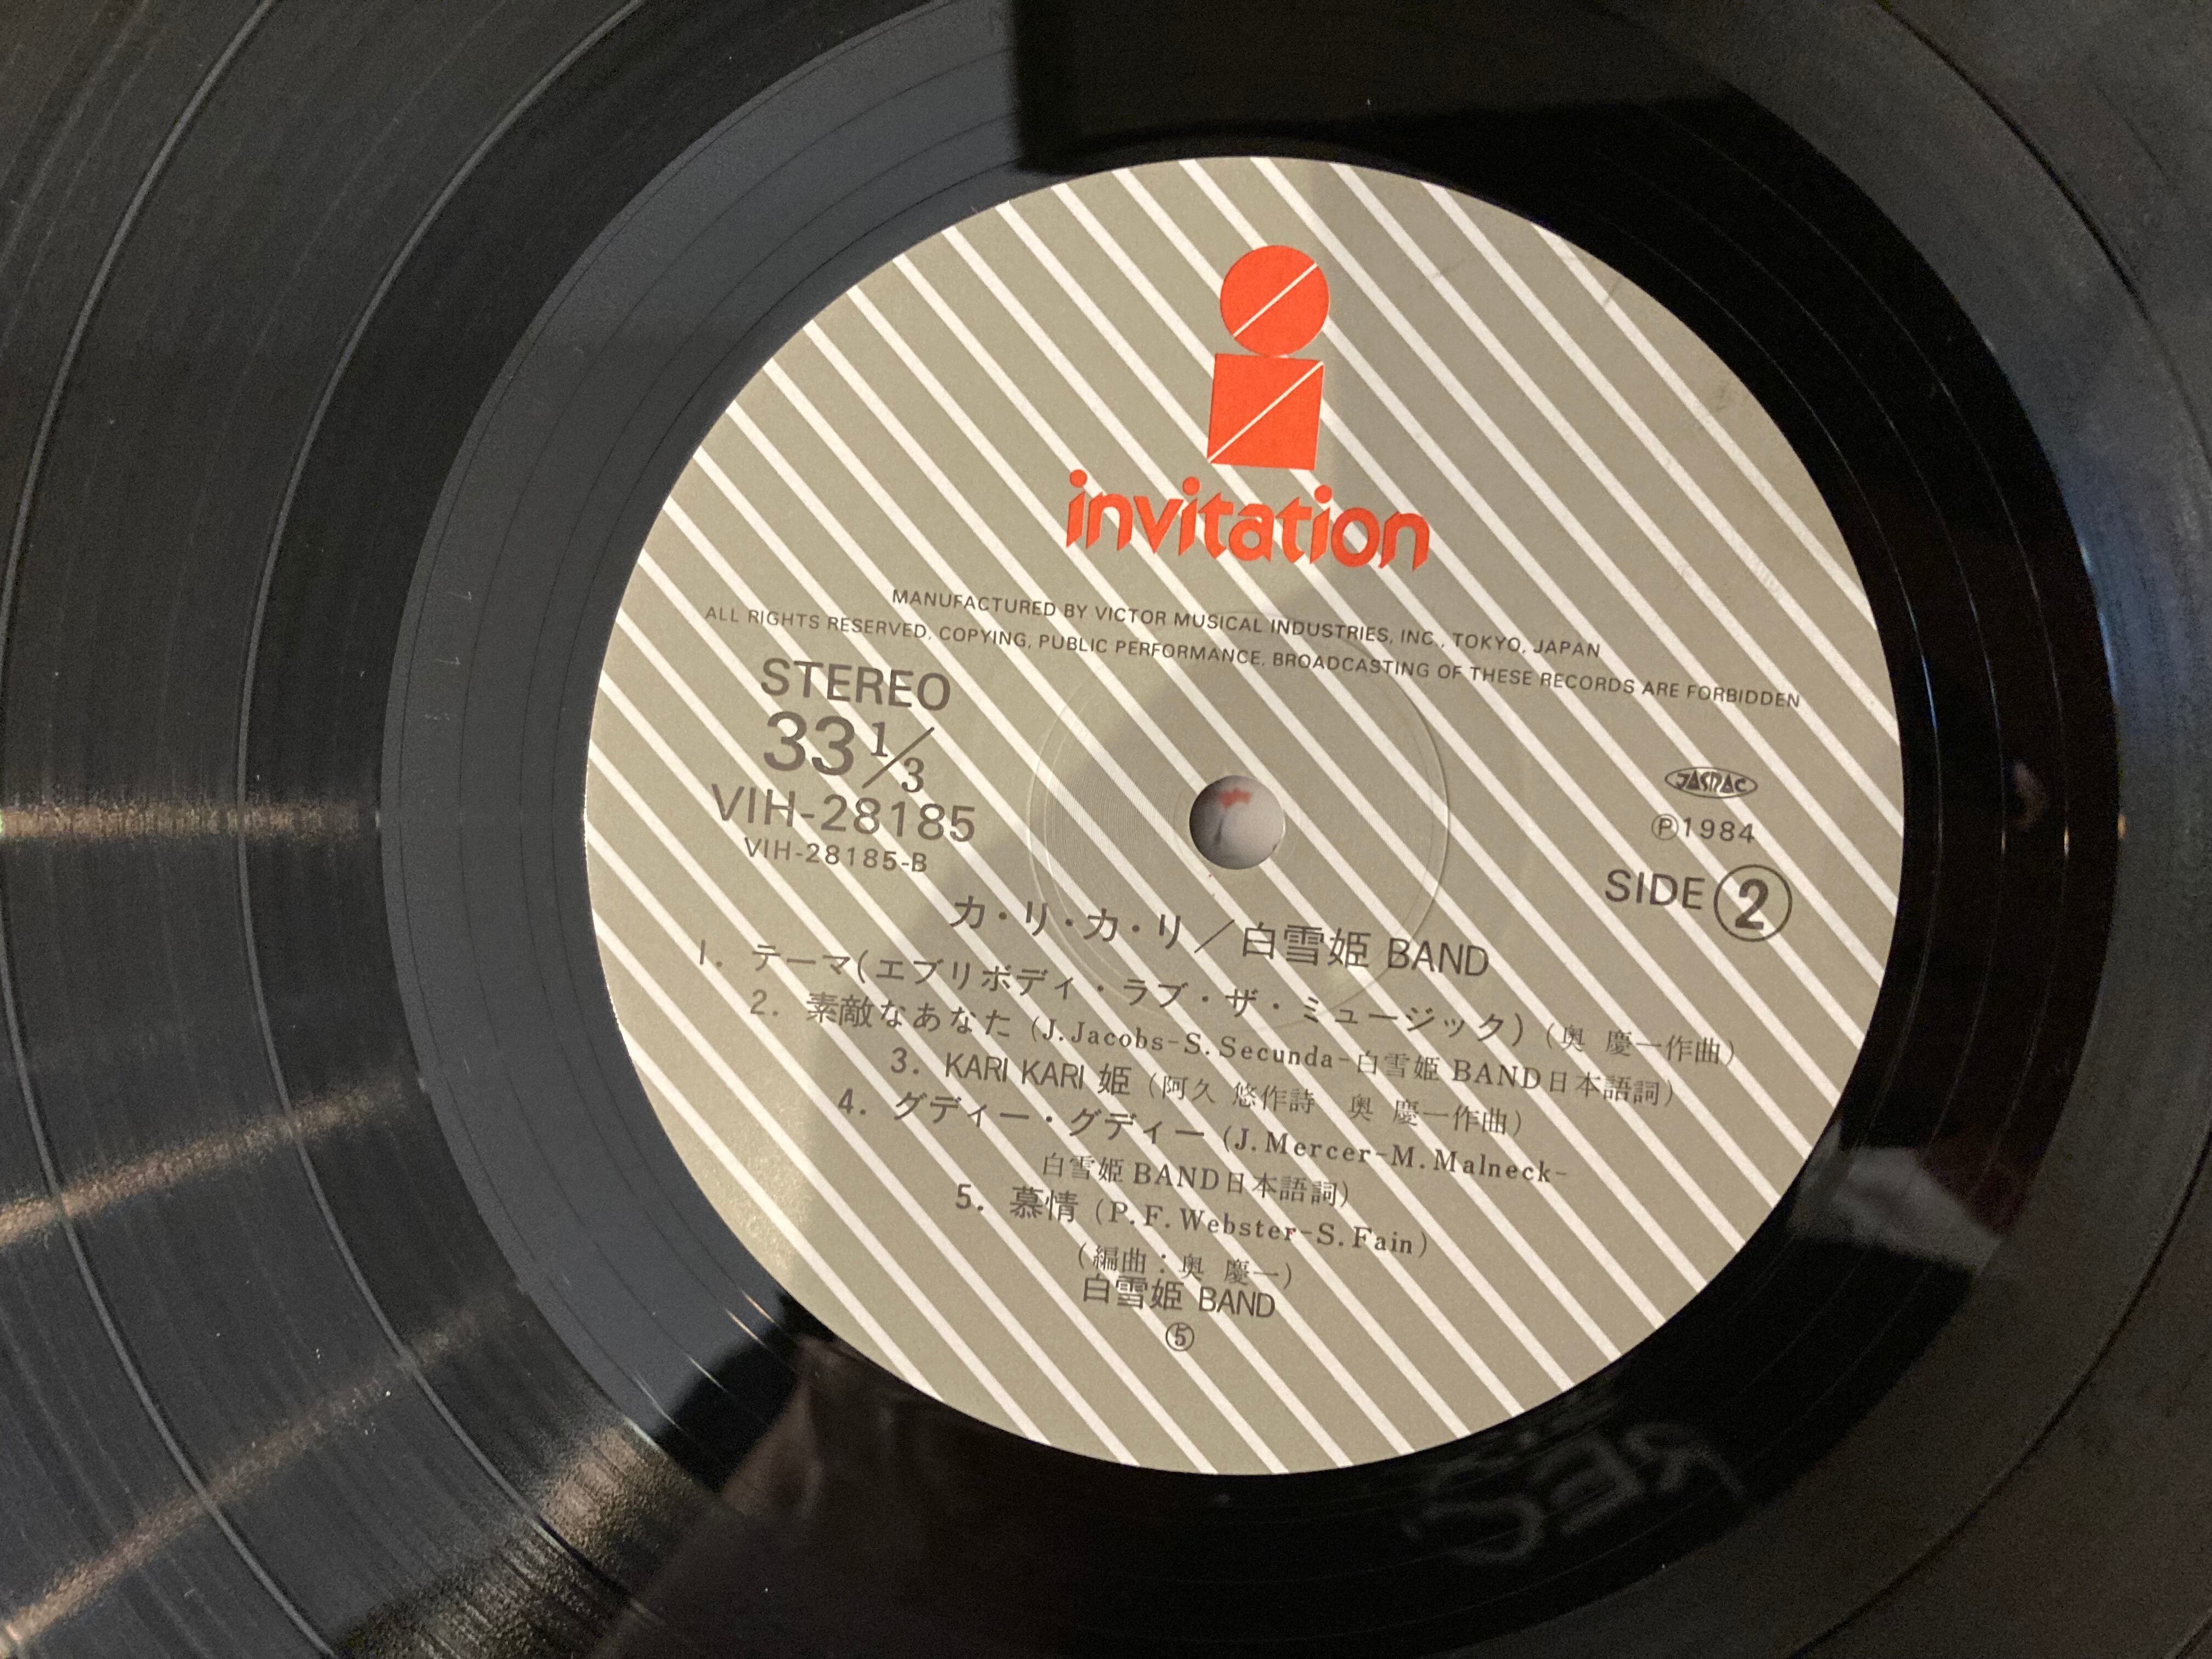 invitation
MANUFACTURED BY VICTOR MUSICAL INDUSTRIES, INC., TOKYO, JAPAN
ALL RIGHTS RESERVED. COPYING, PUBLIC PERFORMANCE, BROADCASTING OF THESE RECORDS ARE FORBIDDEN
STEREO
33 1/3
VIH-28185
VIH-28185-B
JASRAC
Ⓟ1984
SIDE ②
カ・リ・カ・リ／白雪姫 BAND
1. テーマ(エブリボディ・ラブ・ザ・ミュージック) (奥 慶一作曲)
2. 素敵なあなた (J.Jacobs-S.Secunda-白雪姫 BAND日本語詞)
3. KARI KARI 姫 (阿久 悠作詩 奥 慶一作曲)
4. グディー・グディー (J.Mercer-M.Malneck-
白雪姫 BAND日本語詞)
5. 慕情 (P.F.Webster-S.Fain)
(編曲:奥 慶一)
白雪姫 BAND
⑤
REC